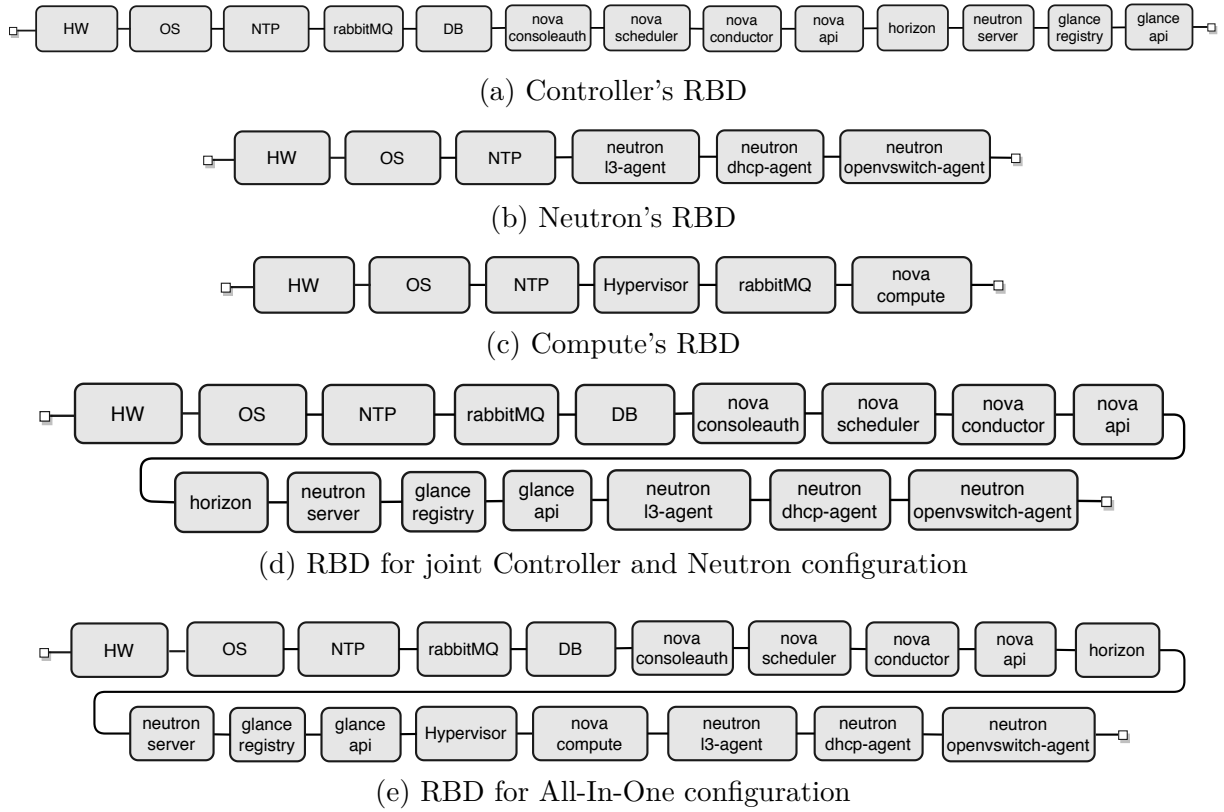 HW OS NTP rabbitMQ DB nova consoleauth nova scheduler nova conductor nova api horizon neutron server glance registry glance api
(a) Controller's RBD
HW OS NTP neutron l3-agent neutron dhcp-agent neutron openvswitch-agent
(b) Neutron's RBD
HW OS NTP Hypervisor rabbitMQ nova compute
(c) Compute's RBD
HW OS NTP rabbitMQ DB nova consoleauth nova scheduler nova conductor nova api
horizon neutron server glance registry glance api neutron l3-agent neutron dhcp-agent neutron openvswitch-agent
(d) RBD for joint Controller and Neutron configuration
HW OS NTP rabbitMQ DB nova consoleauth nova scheduler nova conductor nova api horizon
neutron server glance registry glance api Hypervisor nova compute neutron l3-agent neutron dhcp-agent neutron openvswitch-agent
(e) RBD for All-In-One configuration